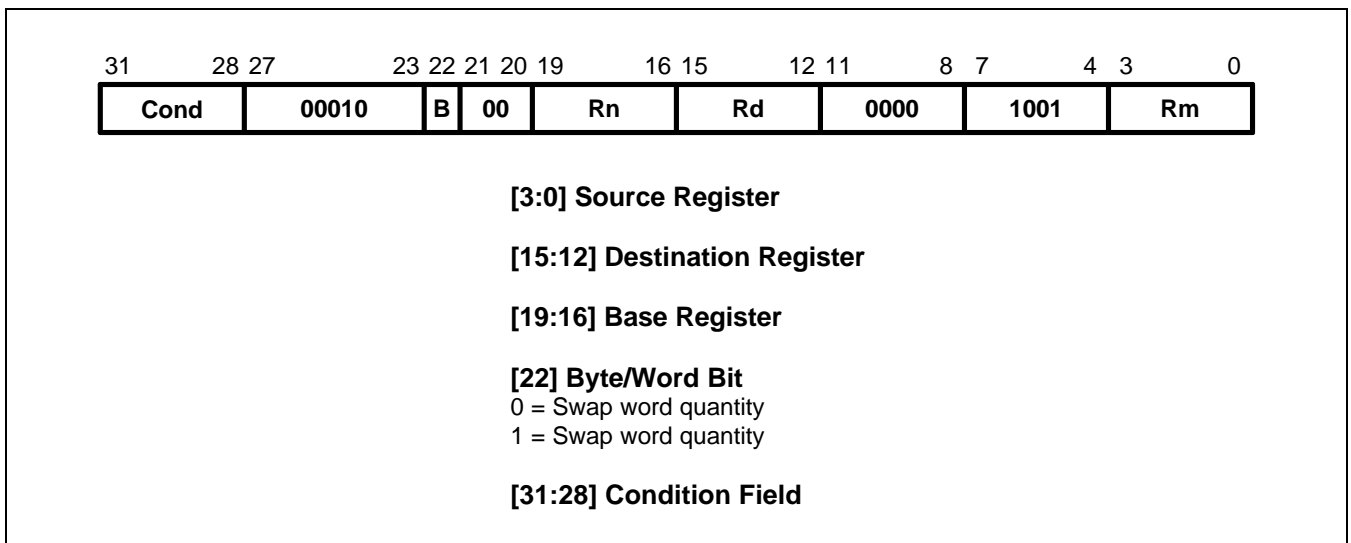 31 28 27 23 22 21 20 19 16 15 12 11 8 7 4 3 0
Cond 00010 B 00 Rn Rd 0000 1001 Rm
[3:0] Source Register
[15:12] Destination Register
[19:16] Base Register
[22] Byte/Word Bit
0 = Swap word quantity
1 = Swap word quantity
[31:28] Condition Field